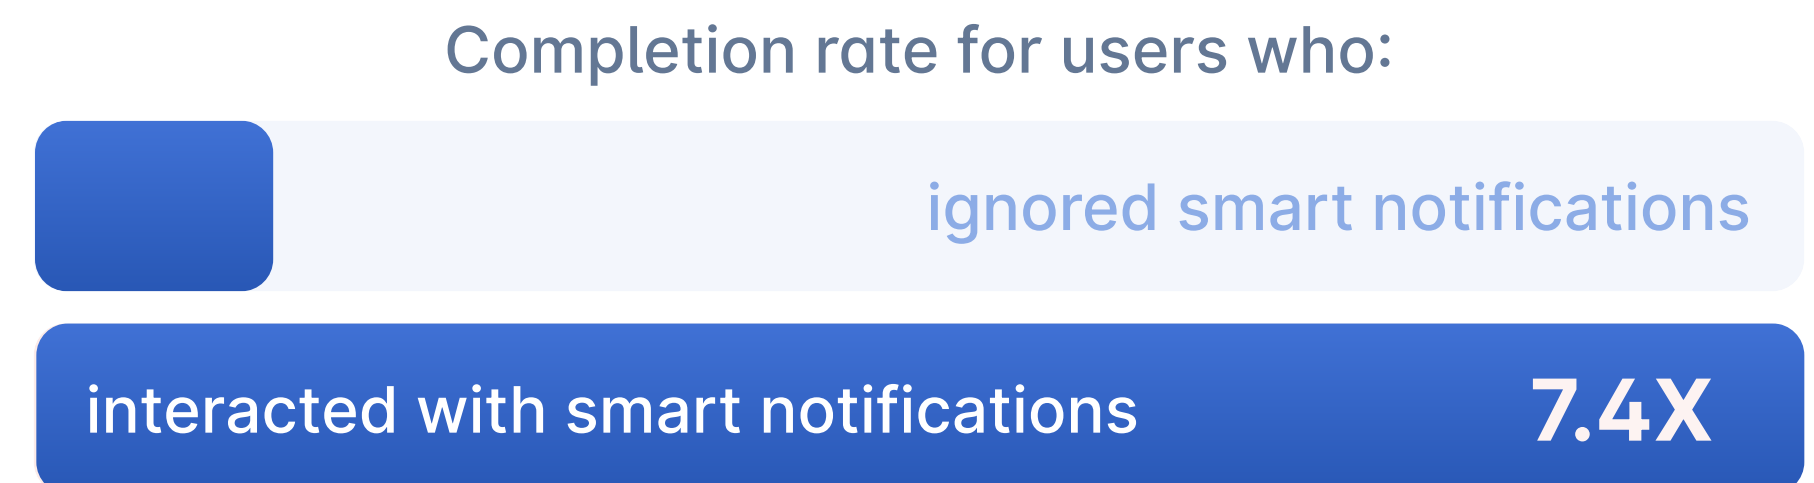 Completion rate for users who:
ignored smart notifications
interacted with smart notifications 7.4X